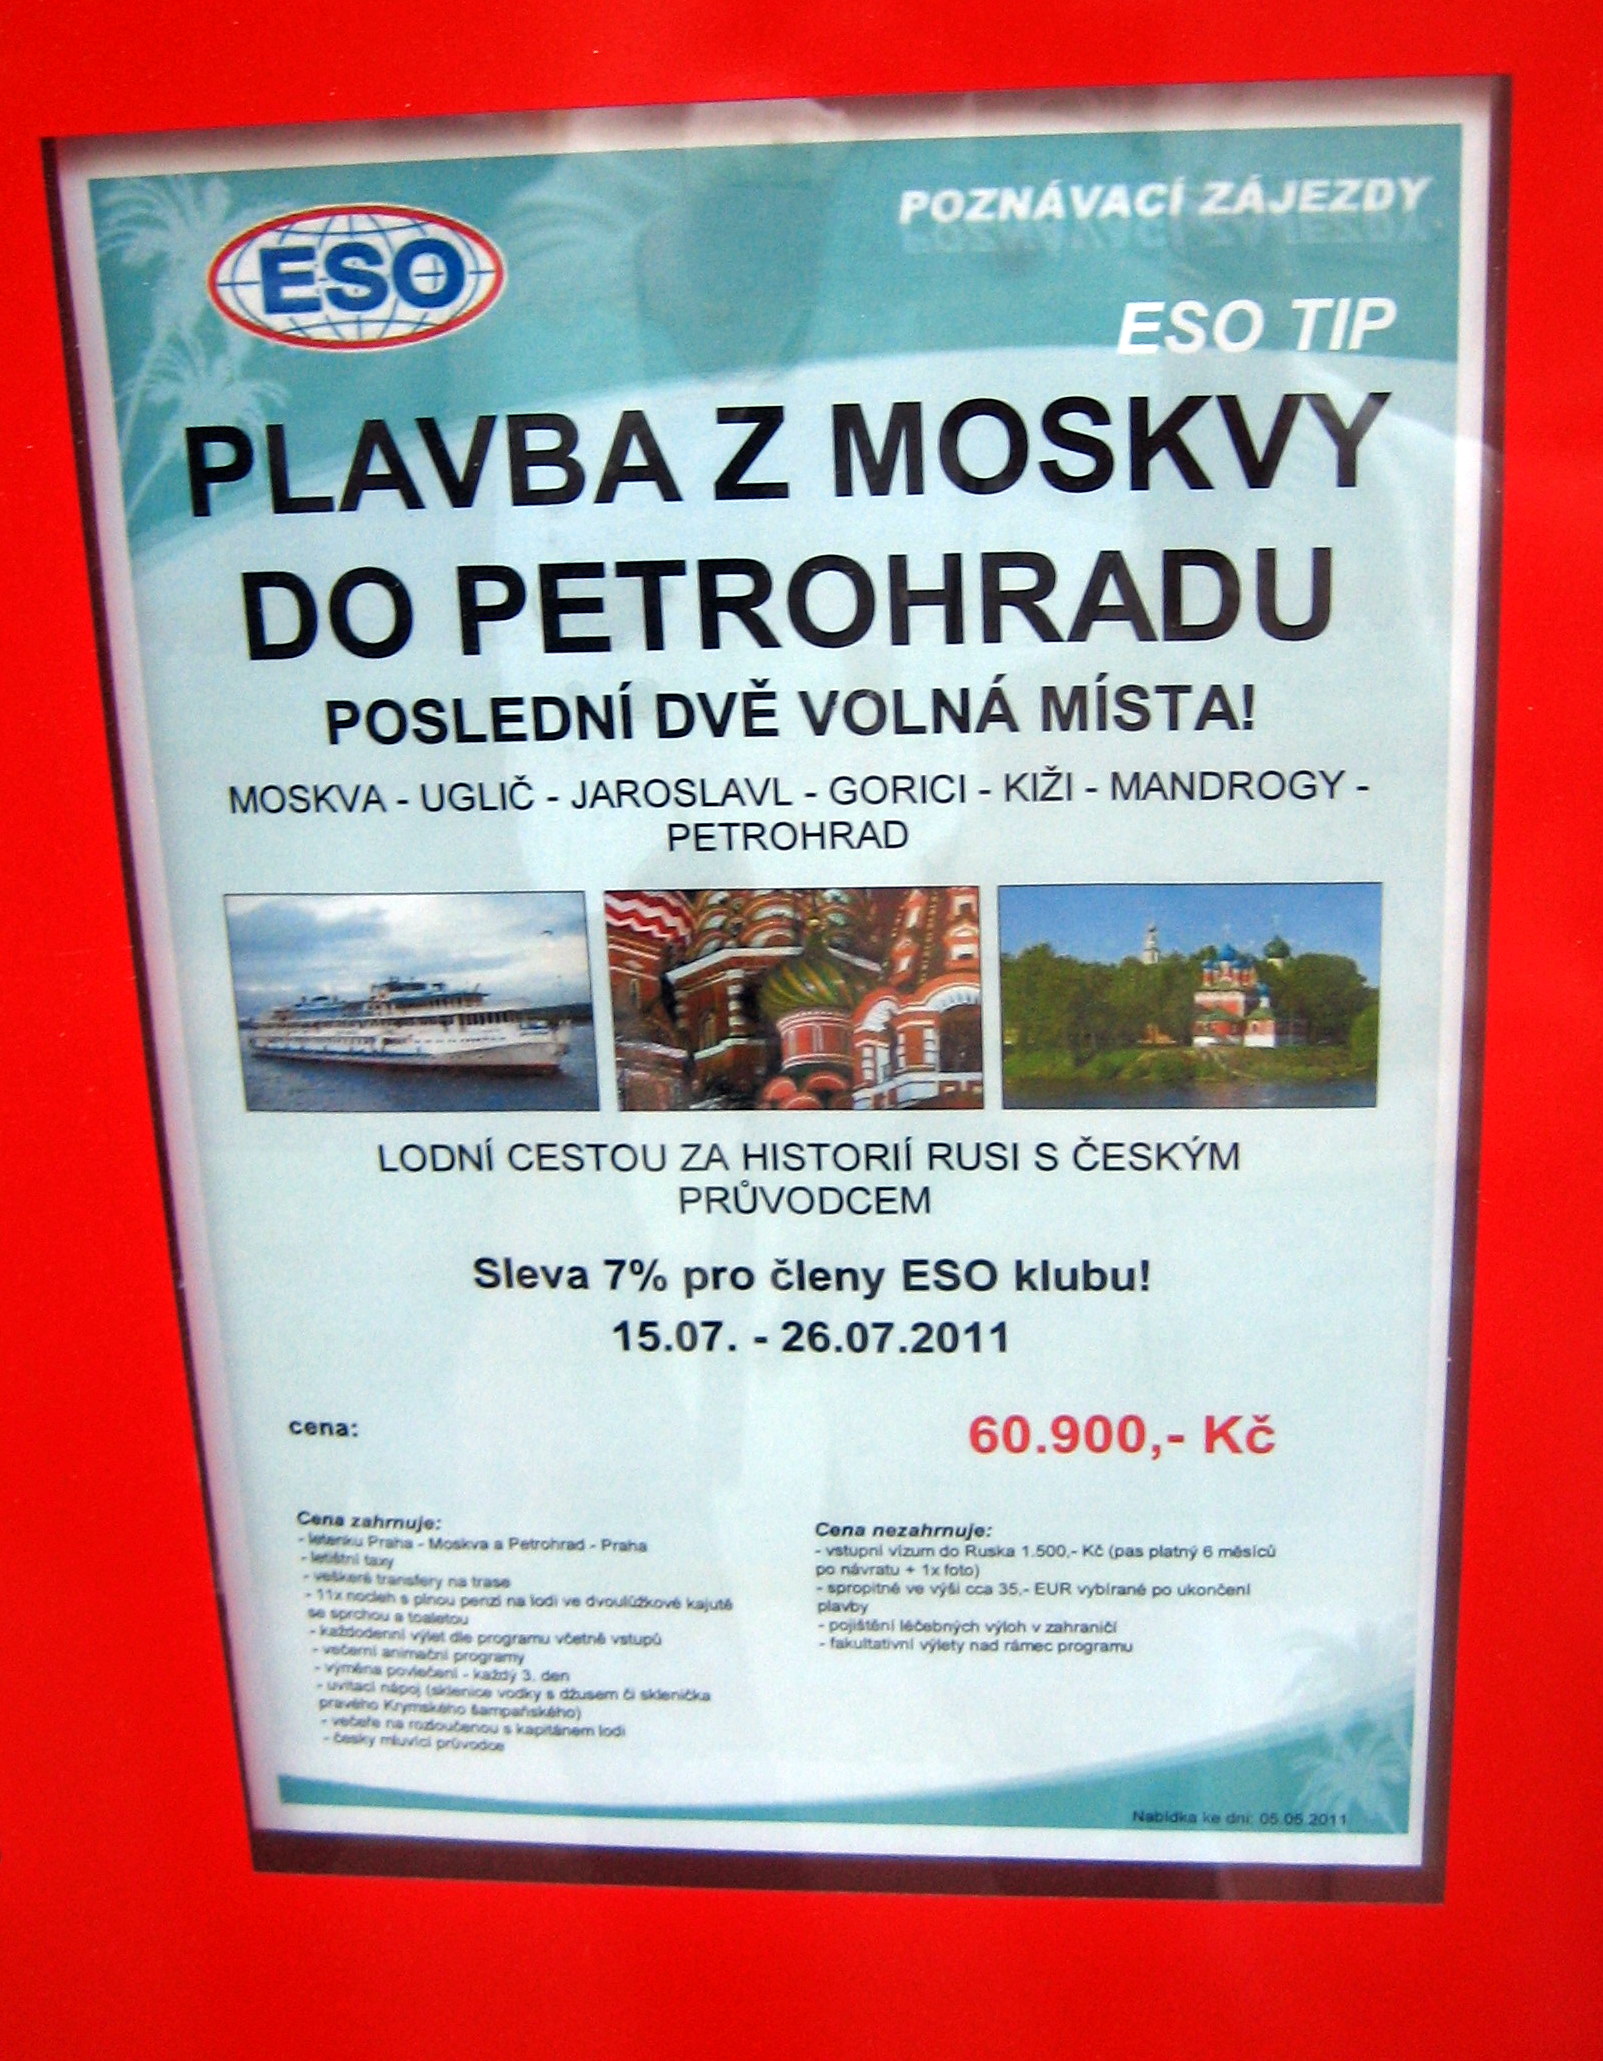 POZNÁVACÍ ZÁJEZDY
ESO
ESO TIP
PLAVBA Z MOSKVY
DO PETROHRADU
POSLEDNÍ DVĚ VOLNÁ MÍSTA!
MOSKVA - UGLIČ - JAROSLAVL - GORICI - KIŽI - MANDROGY -
PETROHRAD
LODNÍ CESTOU ZA HISTORIÍ RUSI S ČESKÝM
PRŮVODCEM
Sleva 7% pro členy ESO klubu!
15.07. - 26.07.2011
cena:
60.900,- Kč
Cena zahrnuje:
- letenku Praha - Moskva a Petrohrad - Praha
- letištní taxy
- veškeré transfery na trase
- 11x nocleh s plnou penzí na lodi ve dvoulůžkové kajutě
se sprchou a toaletou
- každodenní výlet dle programu včetně vstupů
- večerní animační programy
- výměna povlečení - každý 3. den
- uvítací nápoj (sklenice vodky s džusem či sklenička
pravého Krymského šampaňského)
- večeře na rozloučenou s kapitánem lodi
- česky mluvící průvodce
Cena nezahrnuje:
- vstupní vízum do Ruska 1.500,- Kč (pas platný 6 měsíců
po návratu + 1x foto)
- spropitné ve výši cca 35,- EUR vybírané po ukončení
plavby
- pojištění léčebných výloh v zahraničí
- fakultativní výlety nad rámec programu
Nabídka ke dni: 05.05.2011